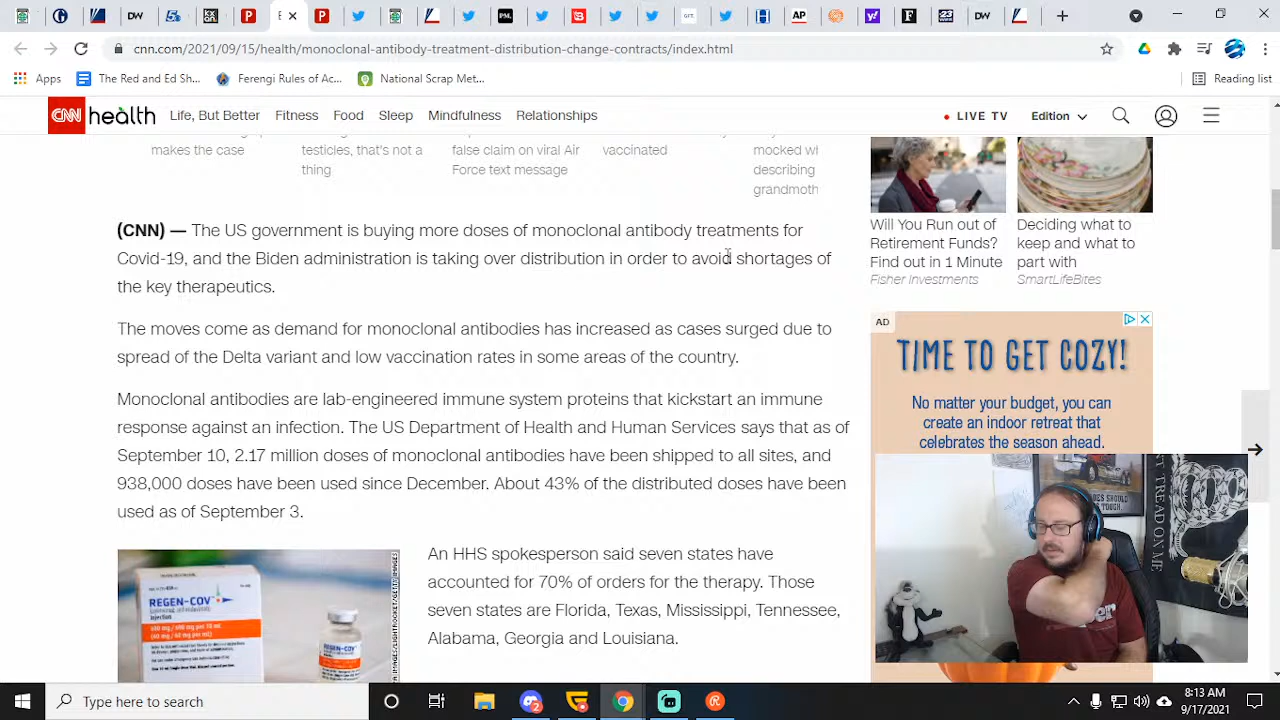 cnn.com/2021/09/15/health/monoclonal-antibody-treatment-distribution-change-contracts/index.html
Apps
The Red and Ed Sh...
Ferengi Rules of Ac...
National Scrap Met...
Reading list
CNN health
Life, But Better
Fitness
Food
Sleep
Mindfulness
Relationships
LIVE TV
Edition
makes the case
thing
false claim on viral Air
Force text message
vaccinated
describing
(CNN) — The US government is buying more doses of monoclonal antibody treatments for
Covid-19, and the Biden administration is taking over distribution in order to avoid shortages of
the key therapeutics.
The moves come as demand for monoclonal antibodies has increased as cases surged due to
spread of the Delta variant and low vaccination rates in some areas of the country.
Monoclonal antibodies are lab-engineered immune system proteins that kickstart an immune
response against an infection. The US Department of Health and Human Services says that as of
September 10, 2.17 million doses of monoclonal antibodies have been shipped to all sites, and
938,000 doses have been used since December. About 43% of the distributed doses have been
used as of September 3.
REGEN-COV
REGEN-COV
An HHS spokesperson said seven states have
accounted for 70% of orders for the therapy. Those
seven states are Florida, Texas, Mississippi, Tennessee,
Alabama, Georgia and Louisiana.
Will You Run out of
Retirement Funds?
Find out in 1 Minute
Fisher Investments
Deciding what to
keep and what to
part with
SmartLifeBites
AD
TIME TO GET COZY!
No matter your budget, you can
create an indoor retreat that
celebrates the season ahead.
TREAD ON ME
Type here to search
8:13 AM
9/17/2021